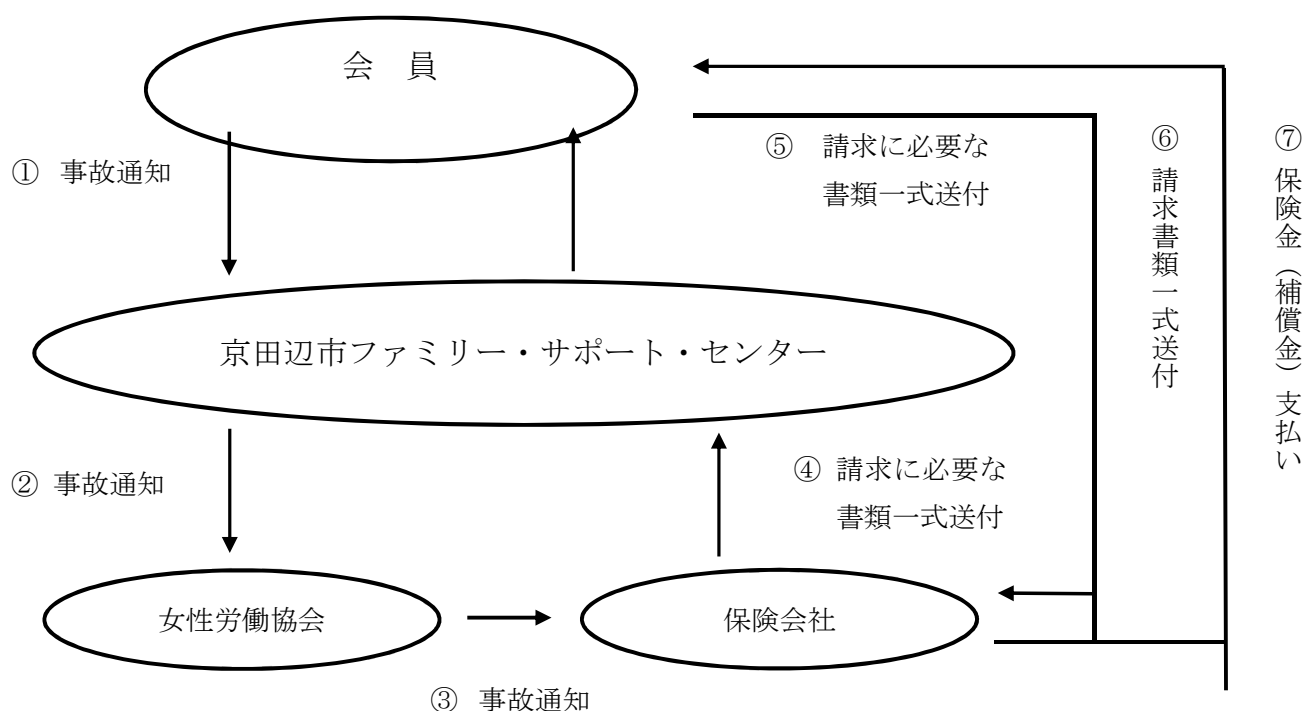 会　員
① 事故通知
⑤ 請求に必要な
書類一式送付
⑥ 請求書類一式送付
⑦ 保険金（補償金）支払い
京田辺市ファミリー・サポート・センター
② 事故通知
④ 請求に必要な
書類一式送付
女性労働協会
保険会社
③ 事故通知